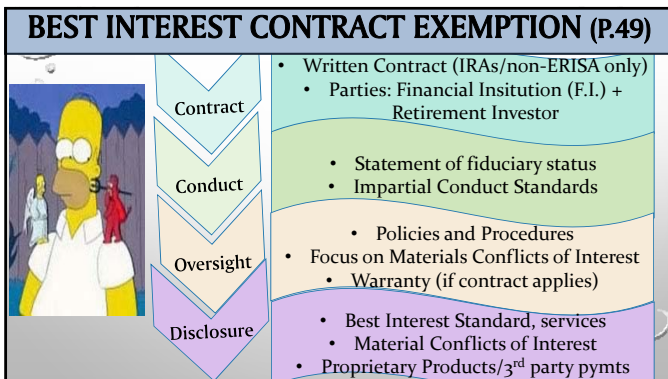 BEST INTEREST CONTRACT EXEMPTION (P.49)
Contract
• Written Contract (IRAs/non-ERISA only)
• Parties: Financial Insitution (F.I.) +
Retirement Investor
Conduct
• Statement of fiduciary status
• Impartial Conduct Standards
Oversight
• Policies and Procedures
• Focus on Materials Conflicts of Interest
• Warranty (if contract applies)
Disclosure
• Best Interest Standard, services
• Material Conflicts of Interest
• Proprietary Products/3rd party pymts